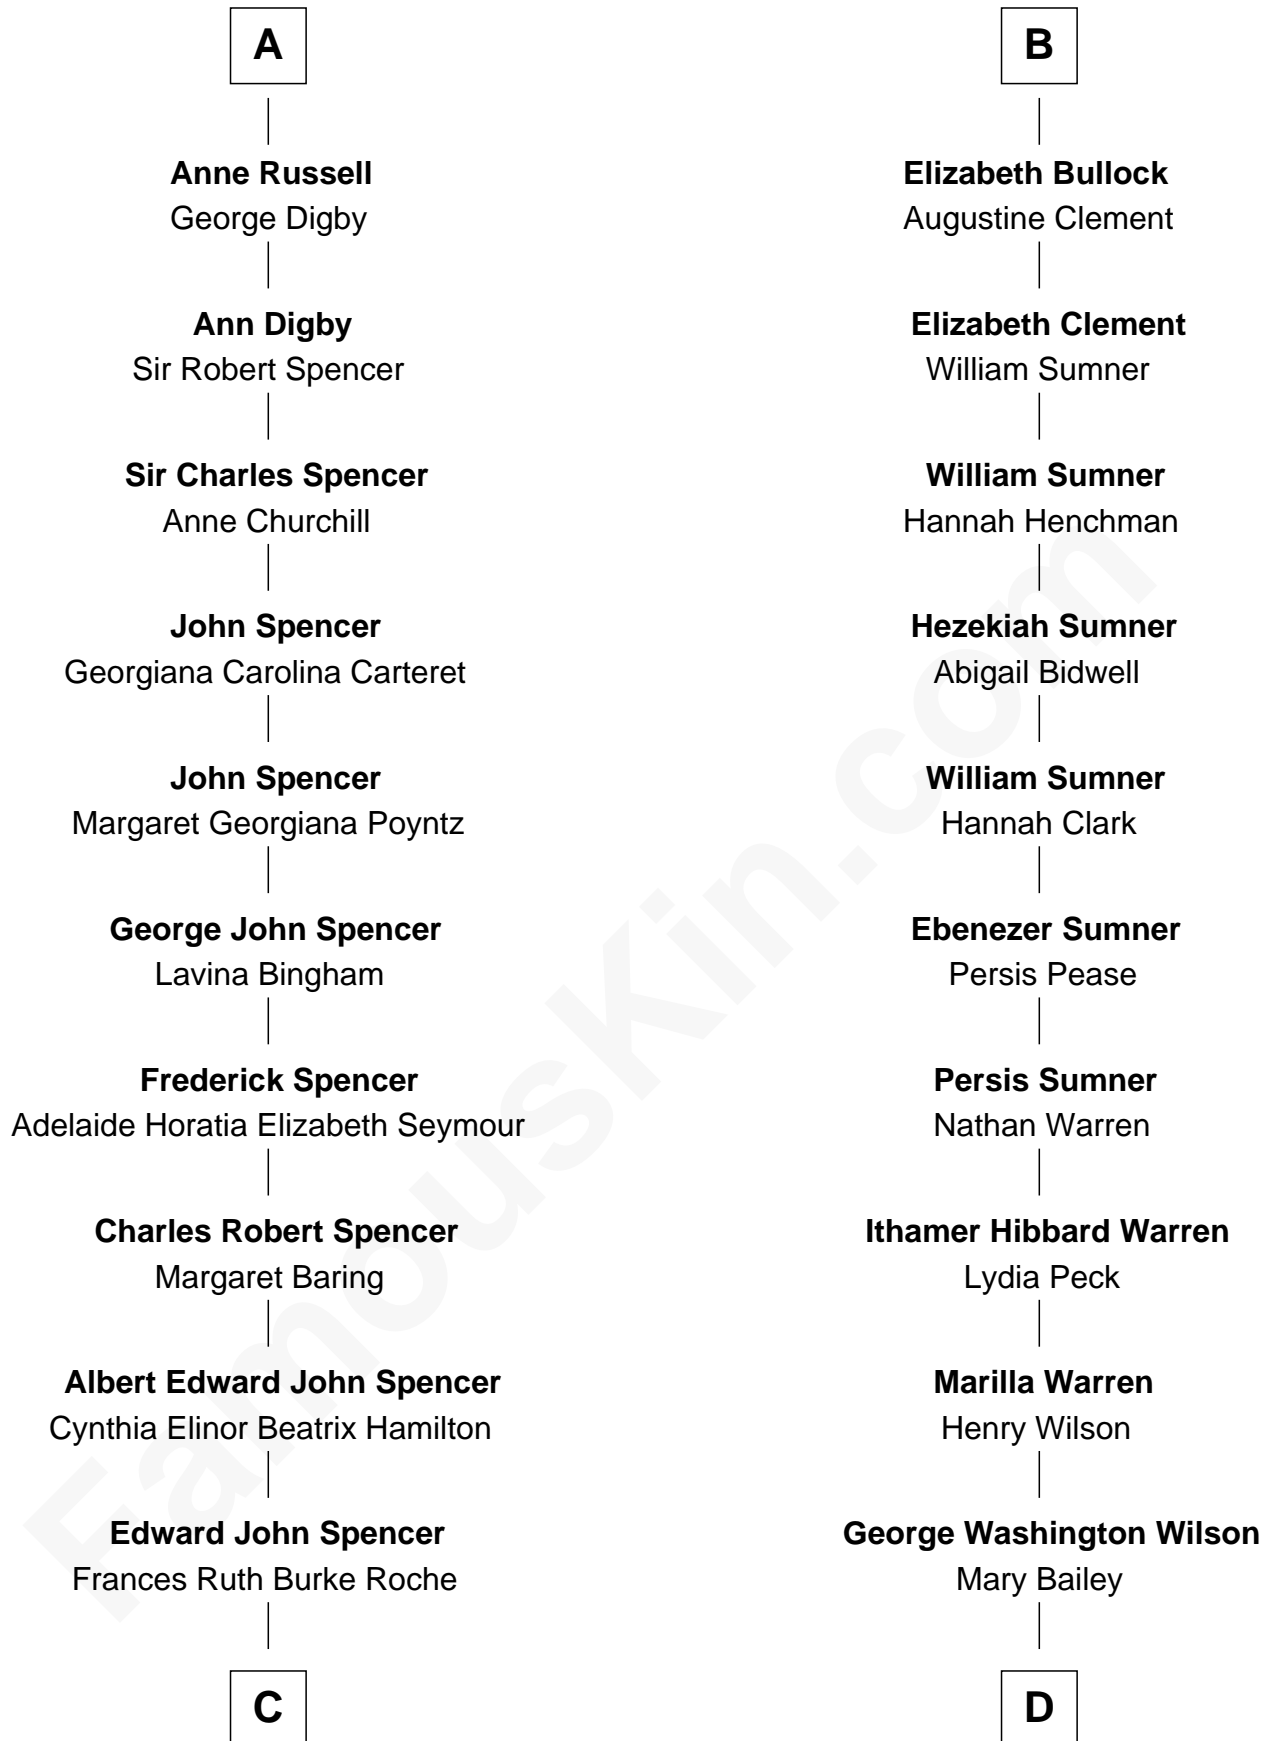 A
Anne Russell
George Digby
Ann Digby
Sir Robert Spencer
Sir Charles Spencer
Anne Churchill
John Spencer
Georgiana Carolina Carteret
John Spencer
Margaret Georgiana Poyntz
George John Spencer
Lavina Bingham
Frederick Spencer
Adelaide Horatia Elizabeth Seymour
Charles Robert Spencer
Margaret Baring
Albert Edward John Spencer
Cynthia Elinor Beatrix Hamilton
Edward John Spencer
Frances Ruth Burke Roche
C
B
Elizabeth Bullock
Augustine Clement
Elizabeth Clement
William Sumner
William Sumner
Hannah Henchman
Hezekiah Sumner
Abigail Bidwell
William Sumner
Hannah Clark
Ebenezer Sumner
Persis Pease
Persis Sumner
Nathan Warren
Ithamer Hibbard Warren
Lydia Peck
Marilla Warren
Henry Wilson
George Washington Wilson
Mary Bailey
D
FamousKin.com